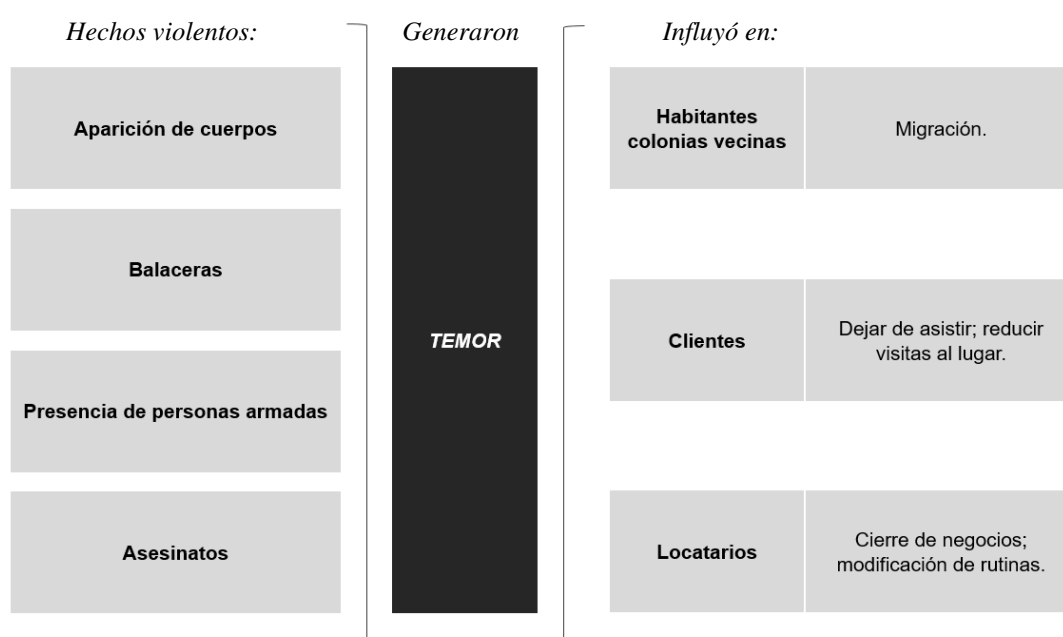 Hechos violentos:
Generaron
Influyó en:
Aparición de cuerpos
Balaceras
Presencia de personas armadas
Asesinatos
TEMOR
Habitantes
colonias vecinas
Migración.
Clientes
Dejar de asistir; reducir
visitas al lugar.
Locatarios
Cierre de negocios;
modificación de rutinas.